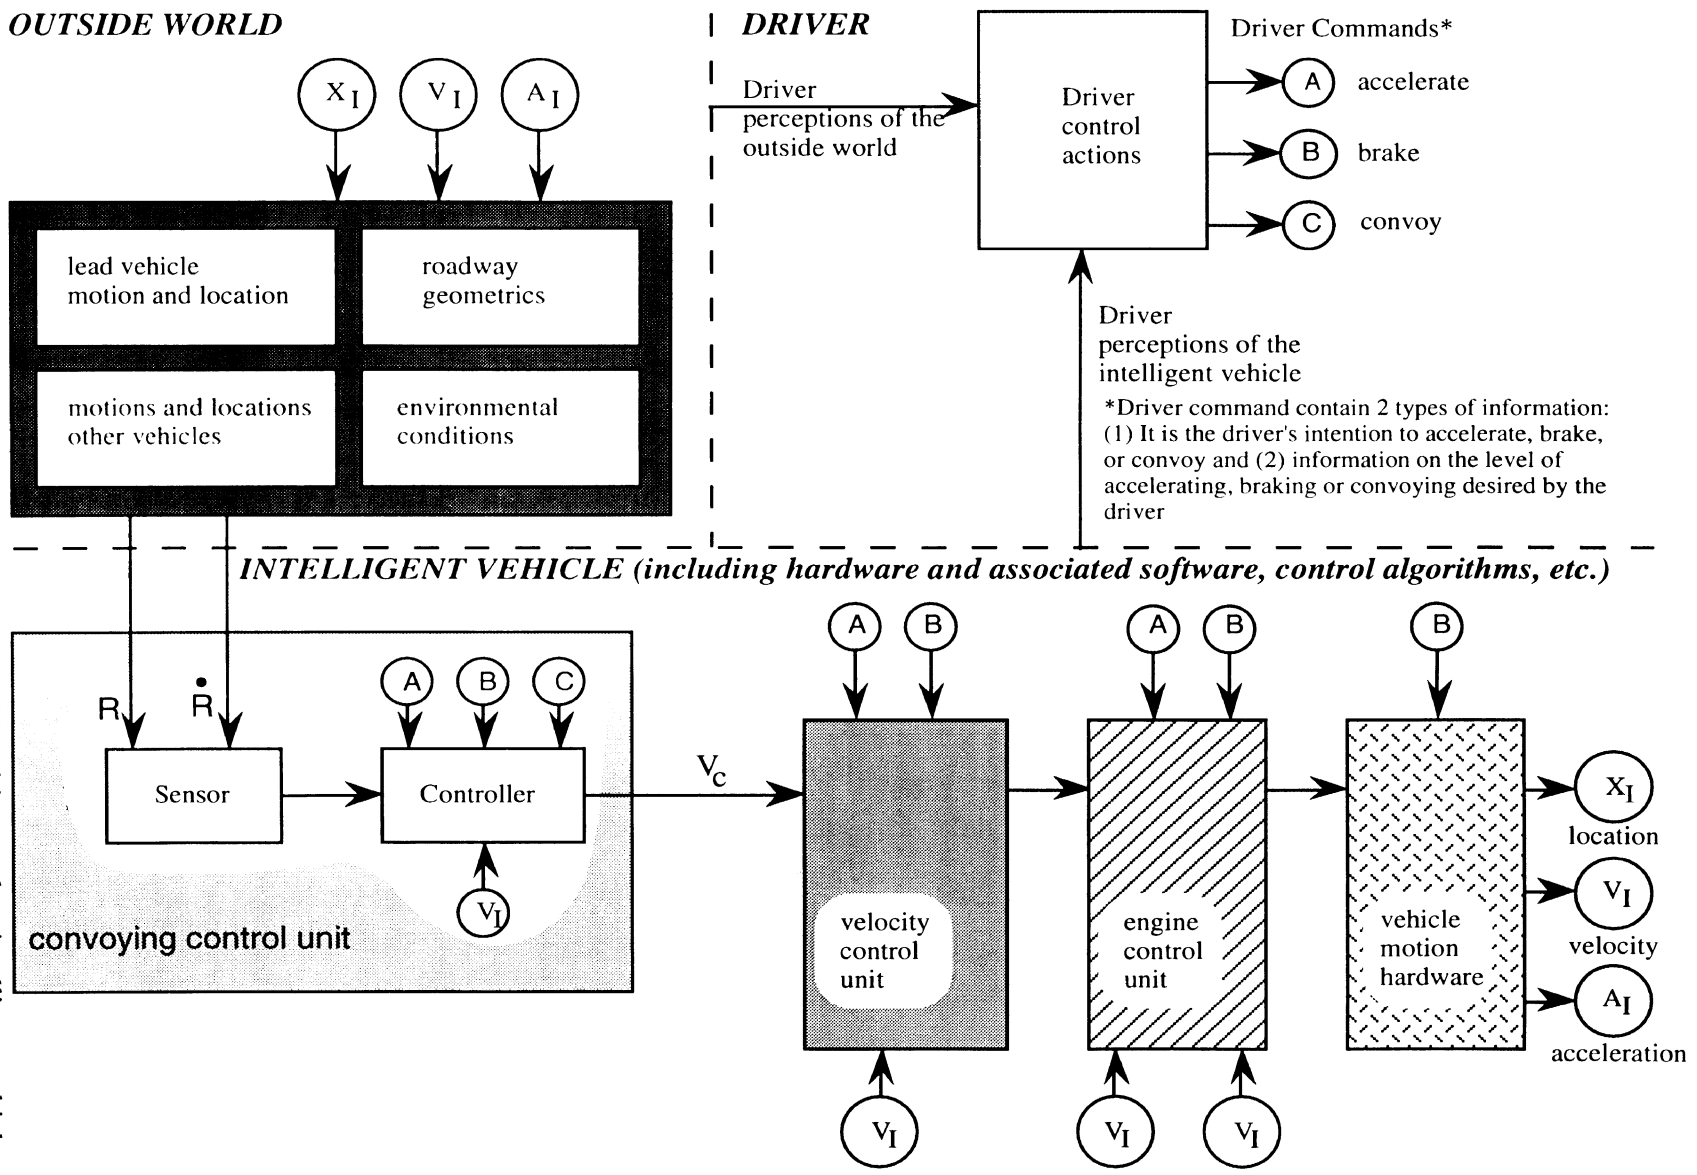 OUTSIDE WORLD
X I
V I
A I
lead vehicle
motion and location
roadway
geometrics
motions and locations
other vehicles
environmental
conditions
DRIVER
Driver
perceptions of the
outside world
Driver
control
actions
Driver Commands*
A accelerate
B brake
C convoy
Driver
perceptions of the
intelligent vehicle
*Driver command contain 2 types of information:
(1) It is the driver's intention to accelerate, brake,
or convoy and (2) information on the level of
accelerating, braking or convoying desired by the
driver
INTELLIGENT VEHICLE (including hardware and associated software, control algorithms, etc.)
R
Ṙ
A
B
C
Sensor
Controller
VI
convoying control unit
Vc
A
B
velocity
control
unit
VI
A
B
engine
control
unit
VI
VI
B
vehicle
motion
hardware
XI
location
VI
velocity
AI
acceleration